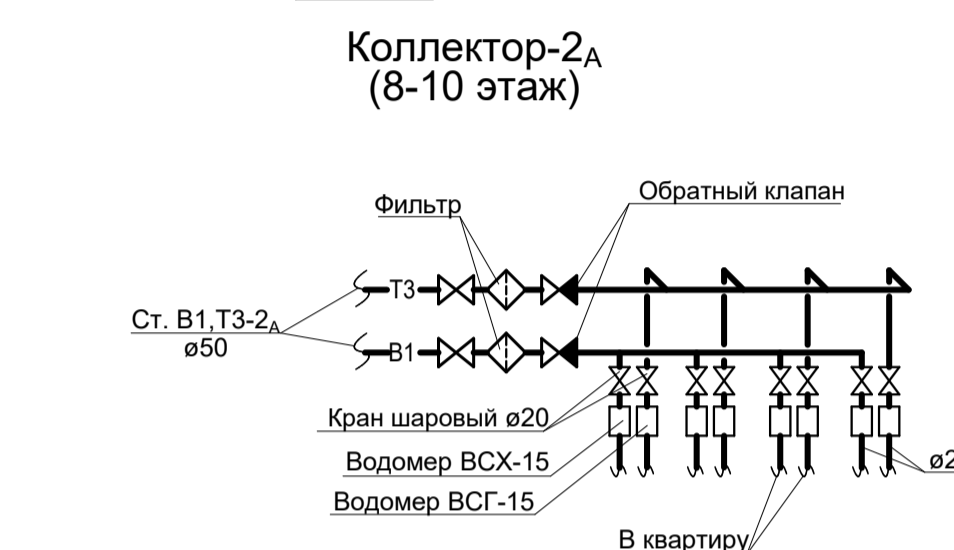 Коллектор-2А
(8-10 этаж)
Обратный клапан
Фильтр
Т3
Ст. В1,Т3-2А
ø50
В1
Кран шаровый ø20
Водомер ВСХ-15
ø2
Водомер ВСГ-15
В квартиру